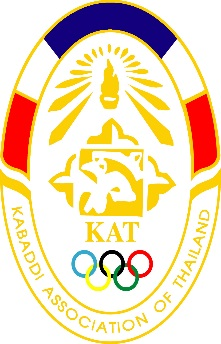 KAT
KABADDI ASSOCIATION OF THAILAND